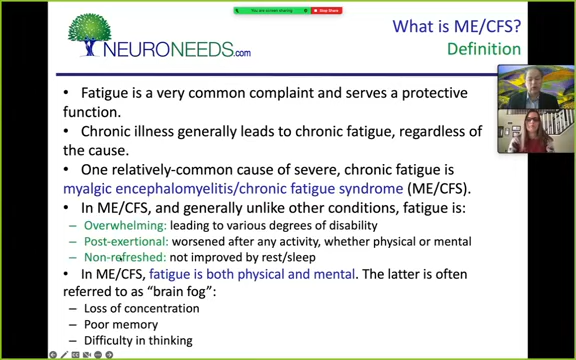 You are screen sharing
Stop Share
NEURONEEDS.com
What is ME/CFS?
Definition
• Fatigue is a very common complaint and serves a protective
function.
• Chronic illness generally leads to chronic fatigue, regardless of
the cause.
• One relatively-common cause of severe, chronic fatigue is
myalgic encephalomyelitis/chronic fatigue syndrome (ME/CFS).
• In ME/CFS, and generally unlike other conditions, fatigue is:
– Overwhelming: leading to various degrees of disability
– Post-exertional: worsened after any activity, whether physical or mental
– Non-refreshed: not improved by rest/sleep
• In ME/CFS, fatigue is both physical and mental. The latter is often
referred to as “brain fog”:
– Loss of concentration
– Poor memory
– Difficulty in thinking